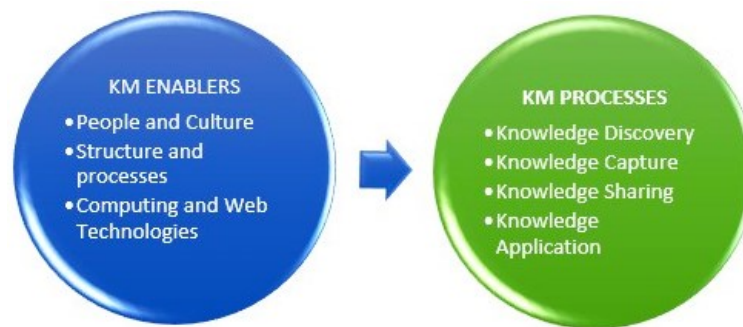 KM ENABLERS
•People and Culture
•Structure and
processes
•Computing and Web
Technologies
KM PROCESSES
•Knowledge Discovery
•Knowledge Capture
•Knowledge Sharing
•Knowledge
Application